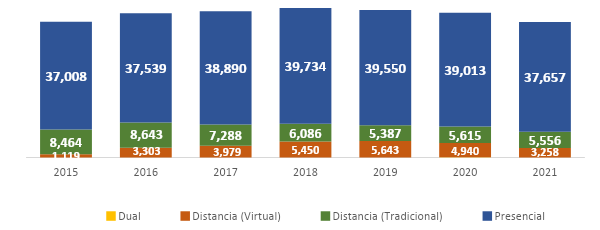 37,008 37,539 38,890 39,734 39,550 39,013 37,657
8,464 8,643 7,288 6,086 5,387 5,615 5,556
1,119 3,303 3,979 5,450 5,643 4,940 3,258
2015 2016 2017 2018 2019 2020 2021
Dual Distancia (Virtual) Distancia (Tradicional) Presencial